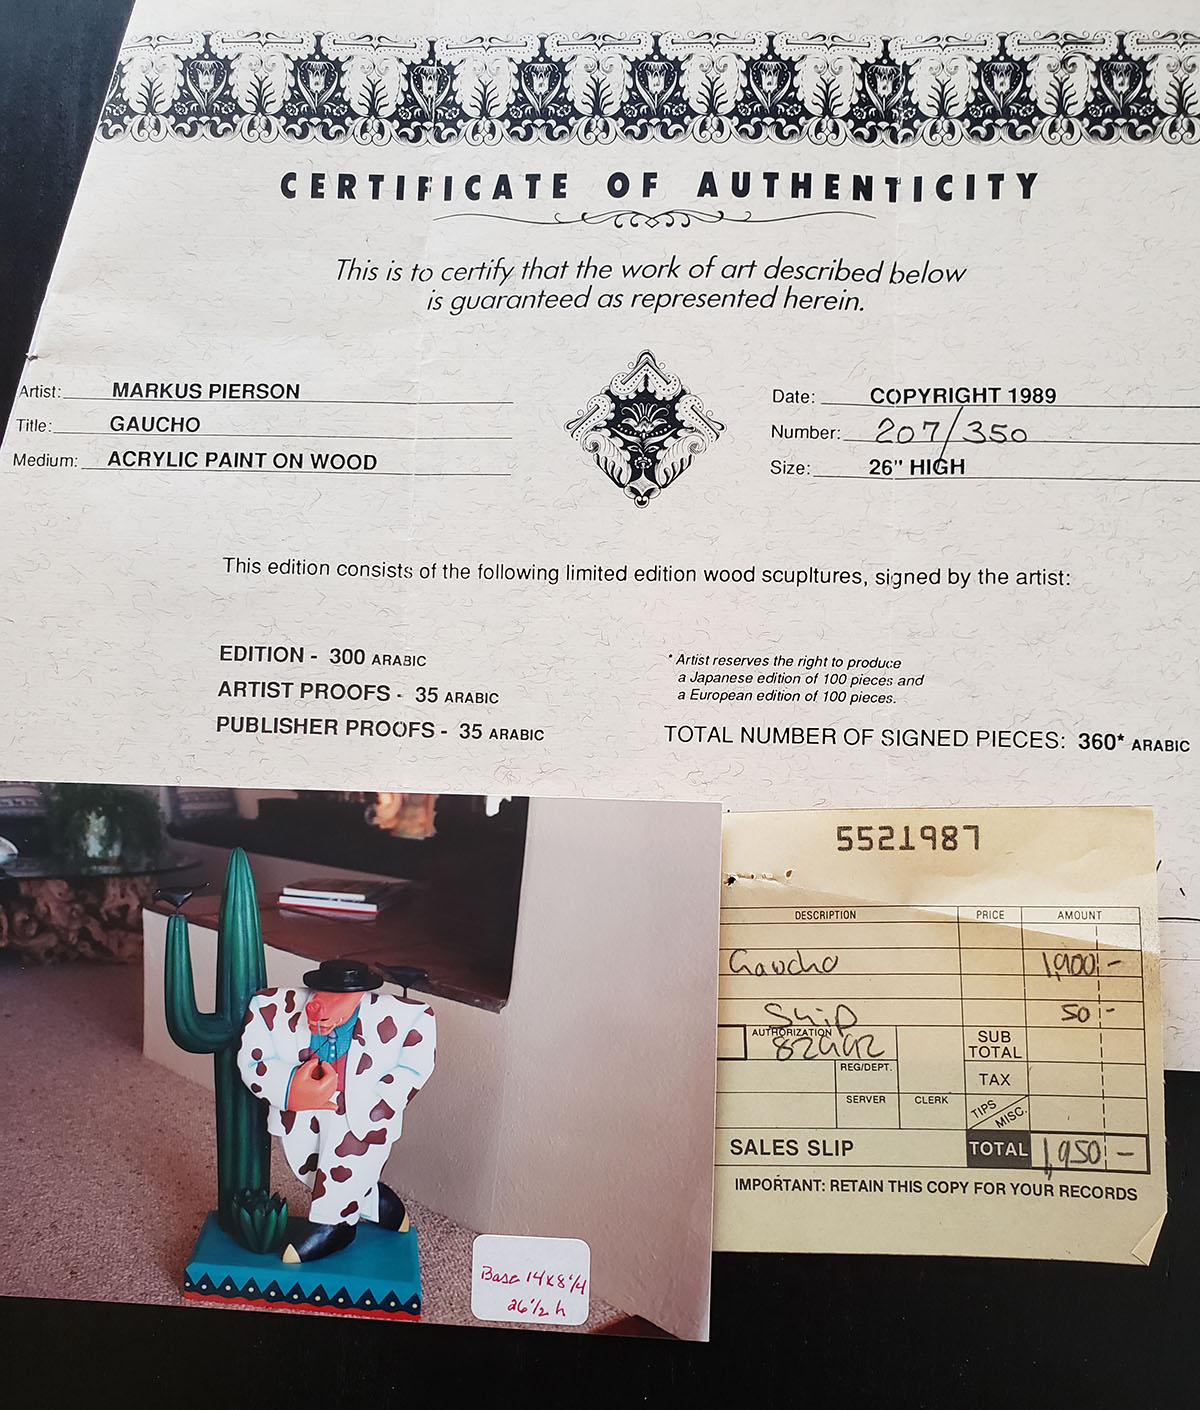 CERTIFICATE OF AUTHENTICITY
This is to certify that the work of art described below
is guaranteed as represented herein.
Artist: MARKUS PIERSON
Title: GAUCHO
Medium: ACRYLIC PAINT ON WOOD
Date: COPYRIGHT 1989
Number: 207/350
Size: 26" HIGH
This edition consists of the following limited edition wood scupltures, signed by the artist:
EDITION - 300 ARABIC
ARTIST PROOFS - 35 ARABIC
PUBLISHER PROOFS - 35 ARABIC
* Artist reserves the right to produce
a Japanese edition of 100 pieces and
a European edition of 100 pieces.
TOTAL NUMBER OF SIGNED PIECES: 360* ARABIC
Base 14 x 8 1/4
26 1/2 h
5521987
DESCRIPTION PRICE AMOUNT
Gaucho 1,900 -
Ship 50 -
AUTHORIZATION
SUB TOTAL
REG/DEPT.
TAX
SERVER CLERK
TIPS MISC.
SALES SLIP TOTAL 1,950 -
IMPORTANT: RETAIN THIS COPY FOR YOUR RECORDS